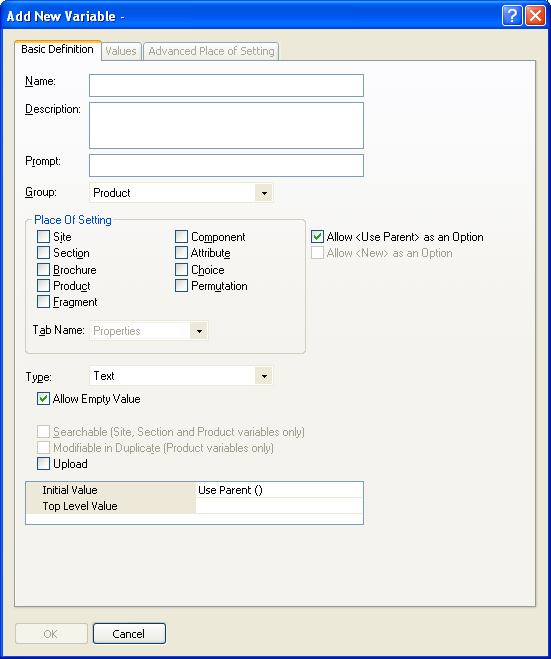 Add New Variable -
Basic Definition Values Advanced Place of Setting
Name:
Description:
Prompt:
Group: Product
Place Of Setting
Site Component Allow <Use Parent> as an Option
Section Attribute Allow <New> as an Option
Brochure Choice
Product Permutation
Fragment
Tab Name: Properties
Type: Text
Allow Empty Value
Searchable (Site, Section and Product variables only)
Modifiable in Duplicate (Product variables only)
Upload
Initial Value Use Parent ()
Top Level Value
OK Cancel